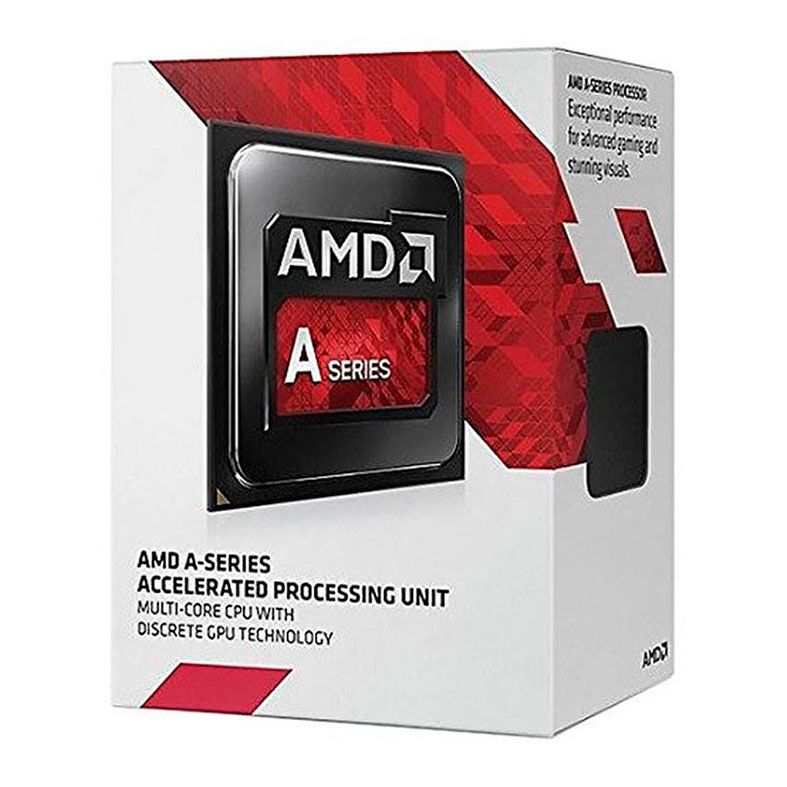 AMD
A SERIES
AMD A-SERIES
ACCELERATED PROCESSING UNIT
MULTI-CORE CPU WITH
DISCRETE GPU TECHNOLOGY
AMD A-SERIES PROCESSOR
Exceptional performance
for advanced gaming and
stunning visuals.
AMD